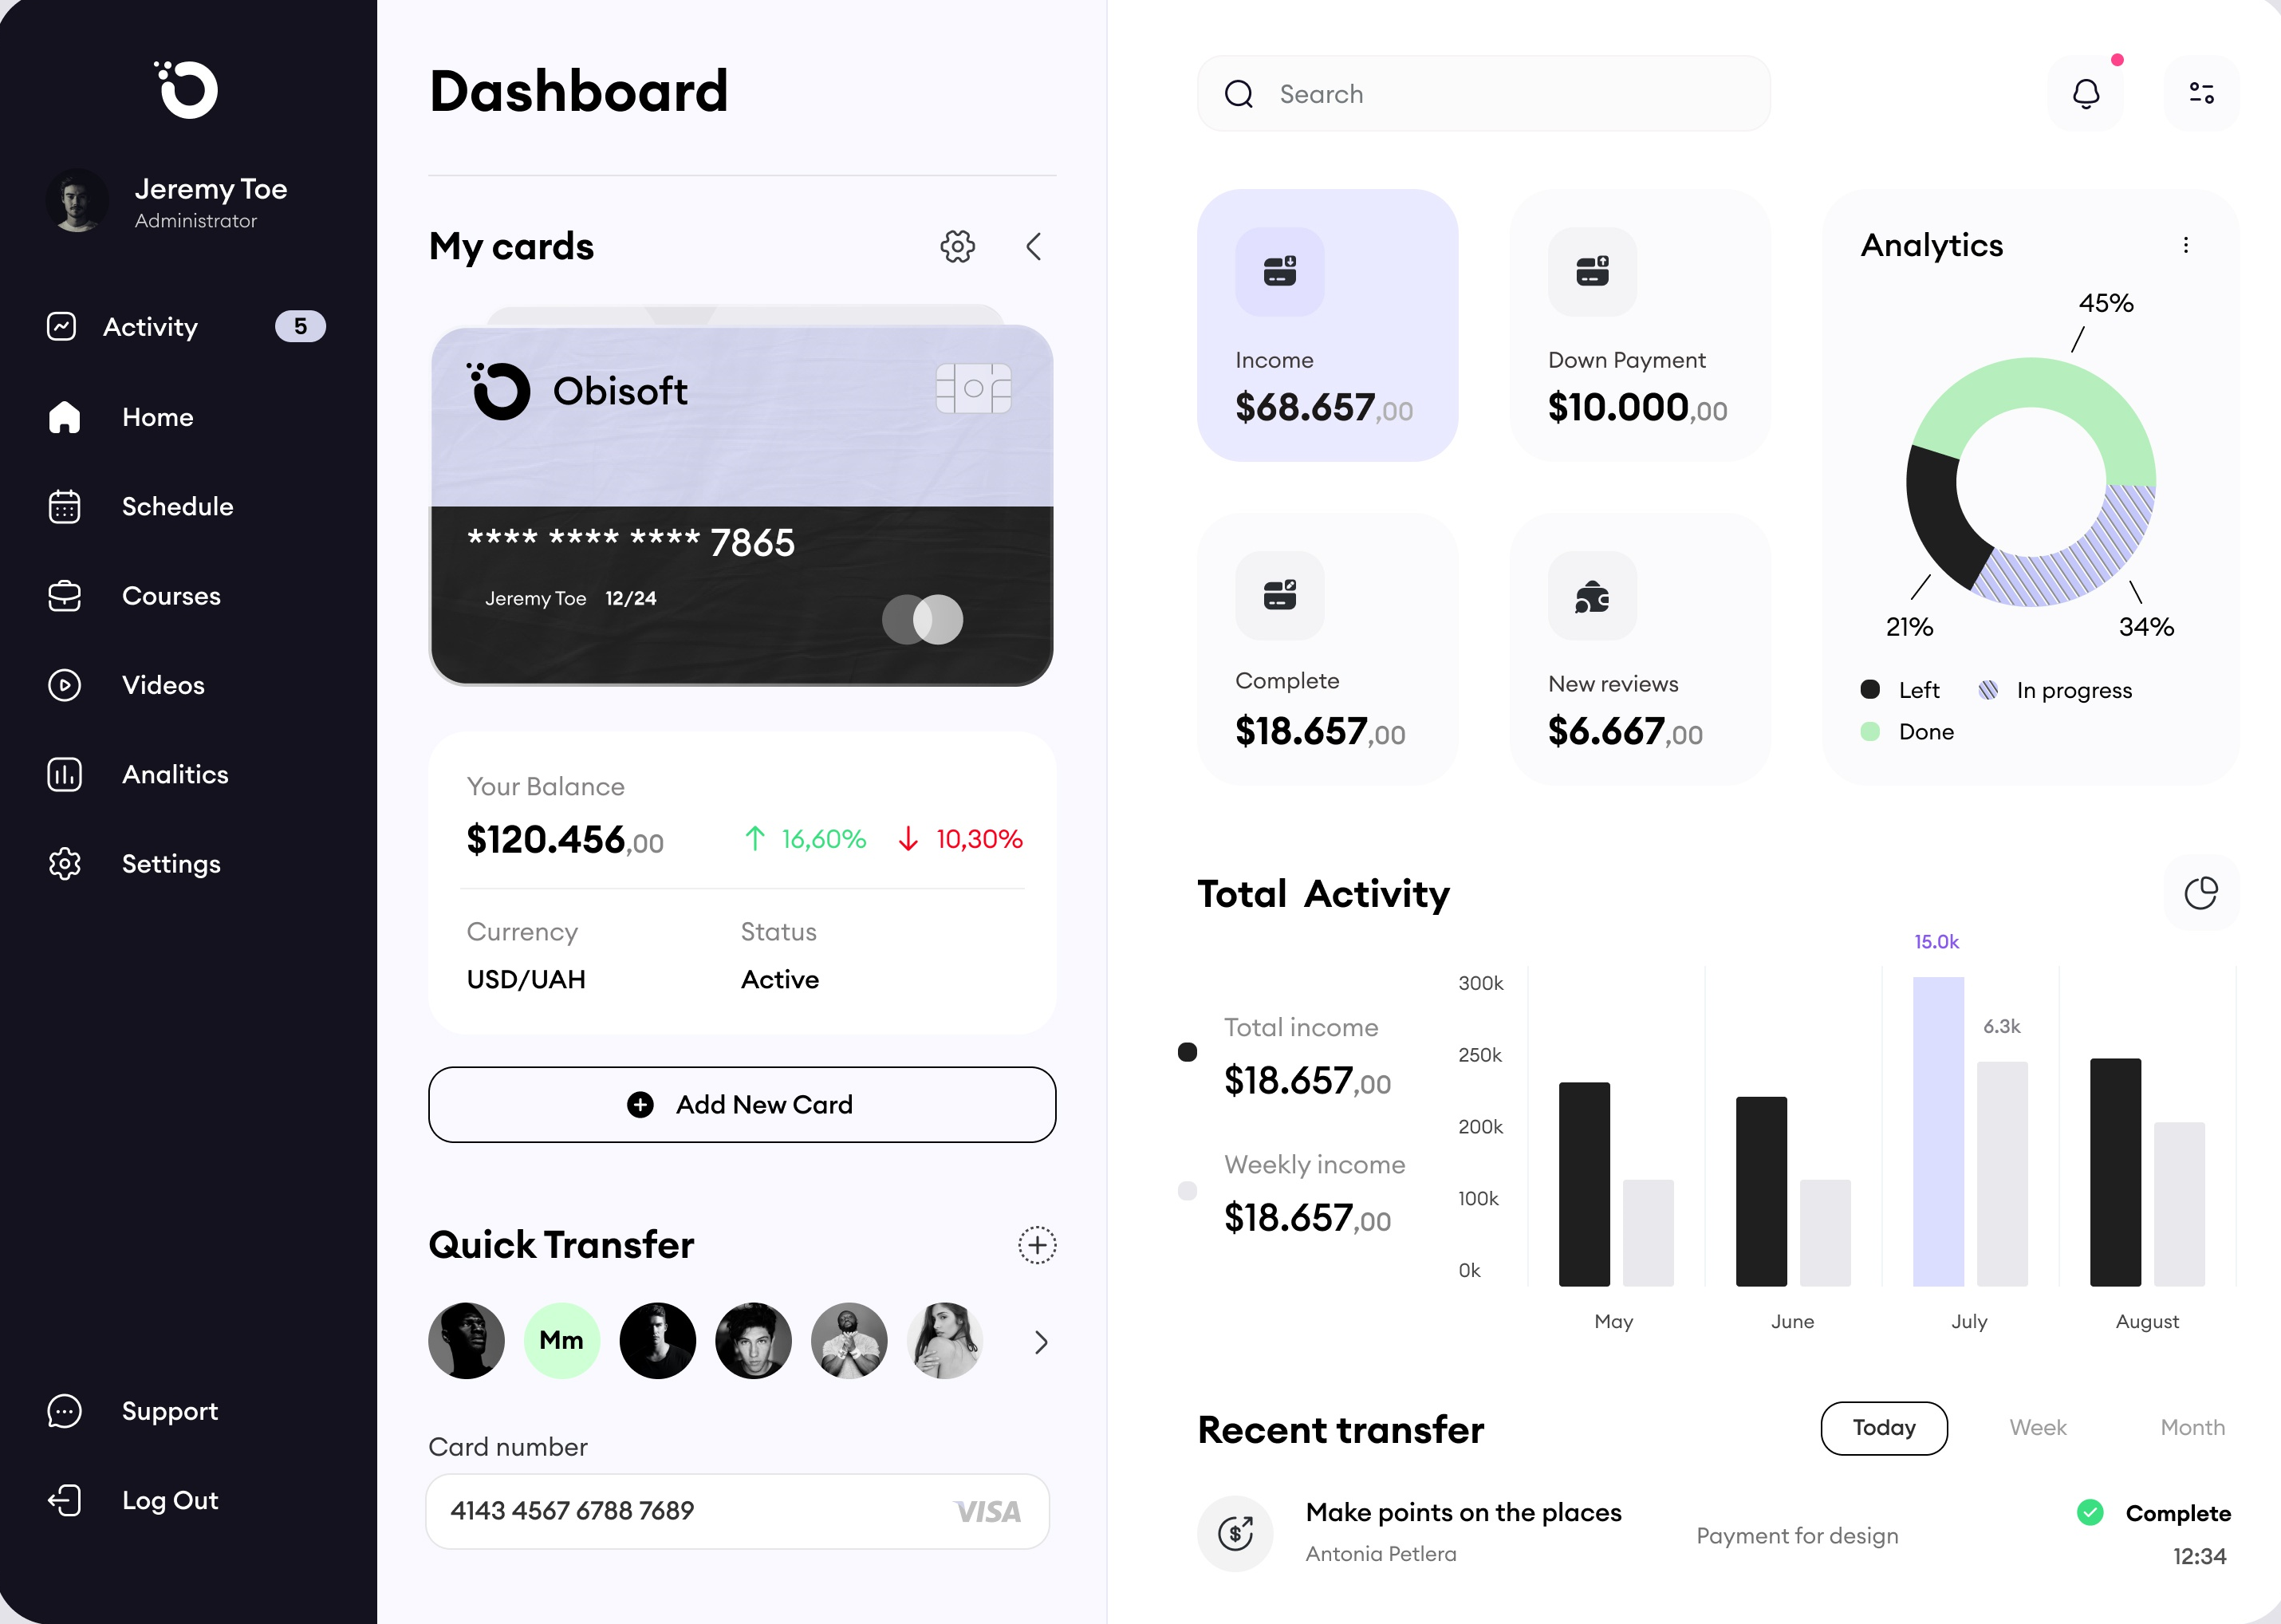 Jeremy Toe
Administrator
Activity 5
Home
Schedule
Courses
Videos
Analitics
Settings
Support
Log Out
Dashboard
My cards
Obisoft
**** **** **** 7865
Jeremy Toe 12/24
Your Balance
$120.456,00 16,60% 10,30%
Currency Status
USD/UAH Active
Add New Card
Quick Transfer
Mm
Card number
4143 4567 6788 7689 VISA
Search
Income
$68.657,00
Down Payment
$10.000,00
Complete
$18.657,00
New reviews
$6.667,00
Analytics
45%
21% 34%
Left In progress
Done
Total Activity
Total income
$18.657,00
Weekly income
$18.657,00
15.0k
6.3k
300k
250k
200k
100k
0k
May June July August
Recent transfer
Today Week Month
Make points on the places
Antonia Petlera
Payment for design
Complete
12:34